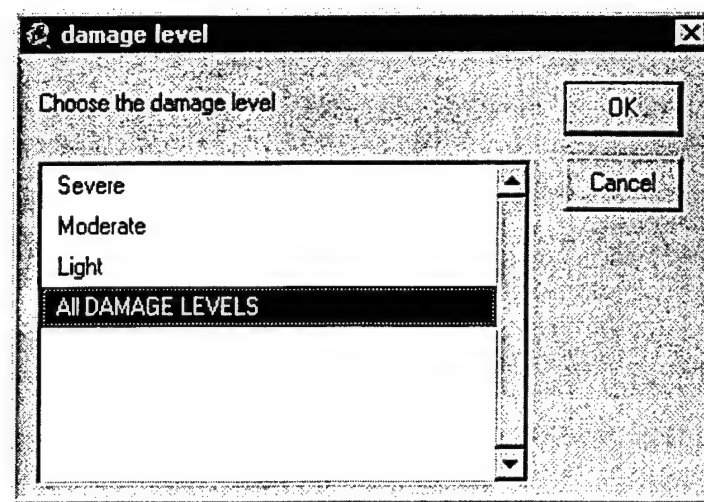 damage level
Choose the damage level
OK
Cancel
Severe
Moderate
Light
All DAMAGE LEVELS